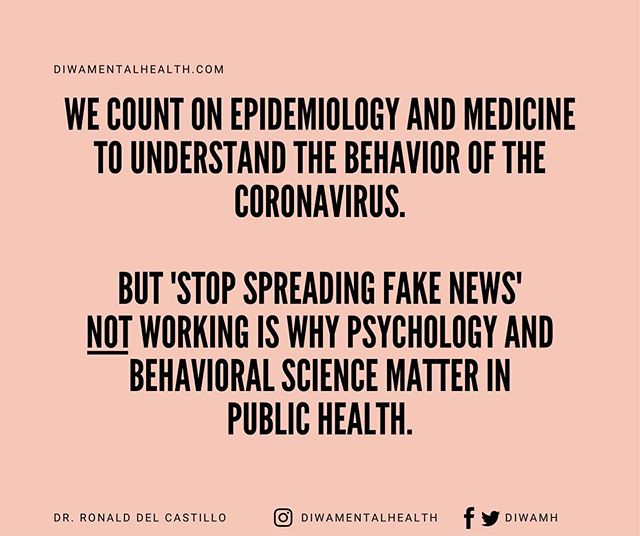 DIWAMENTALHEALTH.COM
WE COUNT ON EPIDEMIOLOGY AND MEDICINE
TO UNDERSTAND THE BEHAVIOR OF THE
CORONAVIRUS.
BUT 'STOP SPREADING FAKE NEWS'
NOT WORKING IS WHY PSYCHOLOGY AND
BEHAVIORAL SCIENCE MATTER IN
PUBLIC HEALTH.
DR. RONALD DEL CASTILLO DIWAMENTALHEALTH DIWAMH